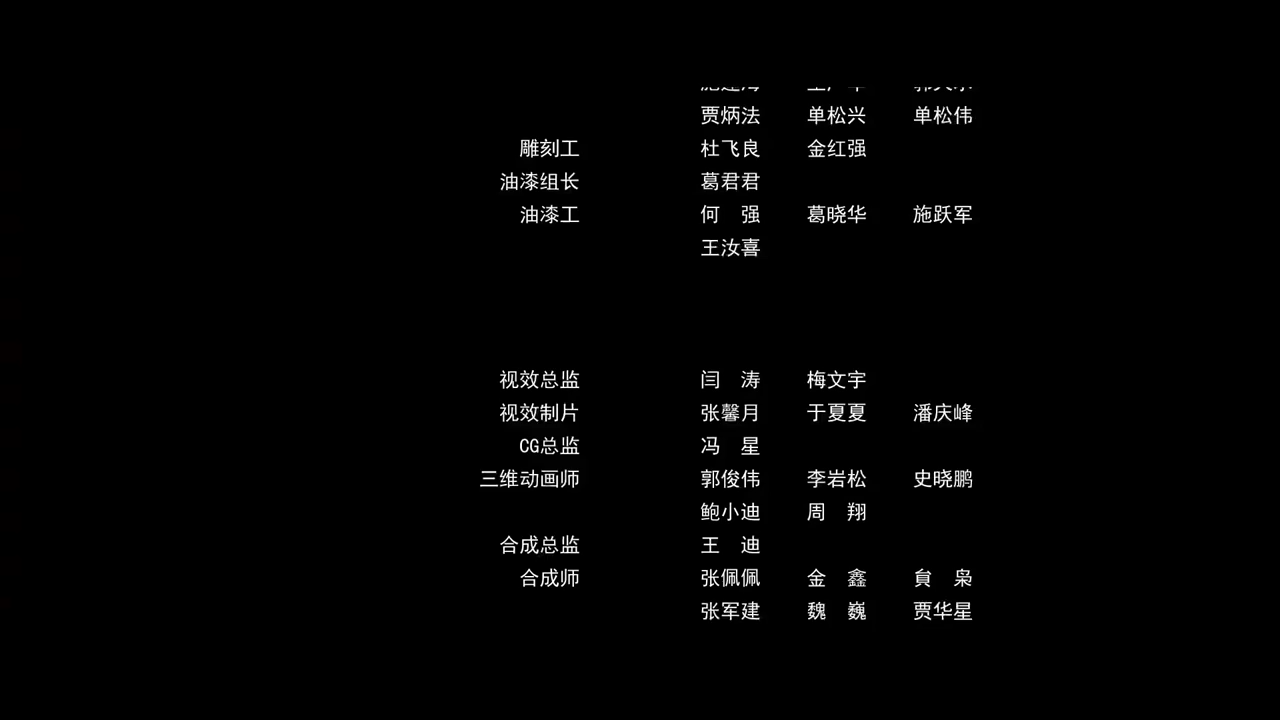 贾炳法 单松兴 单松伟
雕刻工 杜飞良 金红强
油漆组长 葛君君
油漆工 何 强 葛晓华 施跃军
王汝喜
视效总监 闫 涛 梅文宇
视效制片 张馨月 于夏夏 潘庆峰
CG总监 冯 星
三维动画师 郭俊伟 李岩松 史晓鹏
鲍小迪 周 翔
合成总监 王 迪
合成师 张佩佩 金 鑫 貟 枭
张军建 魏 巍 贾华星